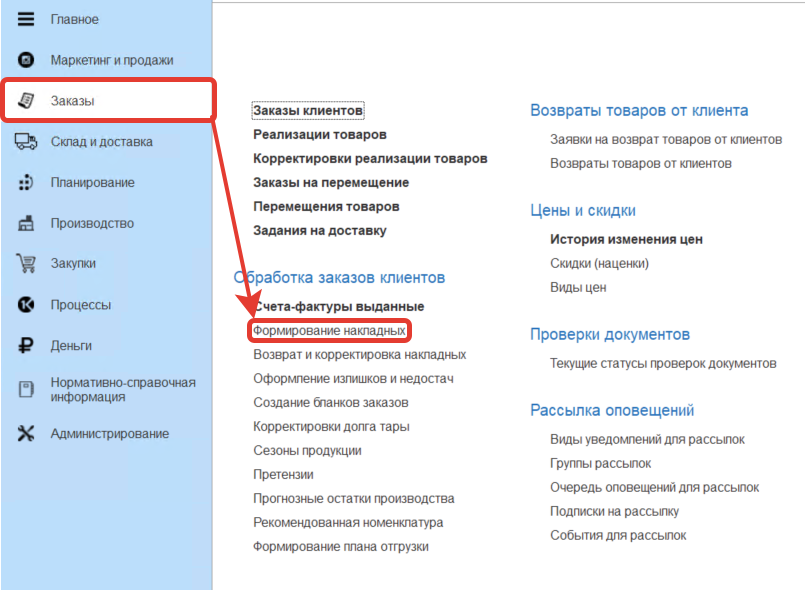 Главное
Маркетинг и продажи
Заказы
Склад и доставка
Планирование
Производство
Закупки
Процессы
Деньги
Нормативно-справочная
информация
Администрирование
Заказы клиентов
Реализации товаров
Корректировки реализации товаров
Заказы на перемещение
Перемещения товаров
Задания на доставку
Обработка заказов клиентов
Счета-фактуры выданные
Формирование накладных
Возврат и корректировка накладных
Оформление излишков и недостач
Создание бланков заказов
Корректировки долга тары
Сезоны продукции
Претензии
Прогнозные остатки производства
Рекомендованная номенклатура
Формирование плана отгрузки
Возвраты товаров от клиента
Заявки на возврат товаров от клиентов
Возвраты товаров от клиентов
Цены и скидки
История изменения цен
Скидки (наценки)
Виды цен
Проверки документов
Текущие статусы проверок документов
Рассылка оповещений
Виды уведомлений для рассылок
Группы рассылок
Очередь оповещений для рассылок
Подписки на рассылку
События для рассылок